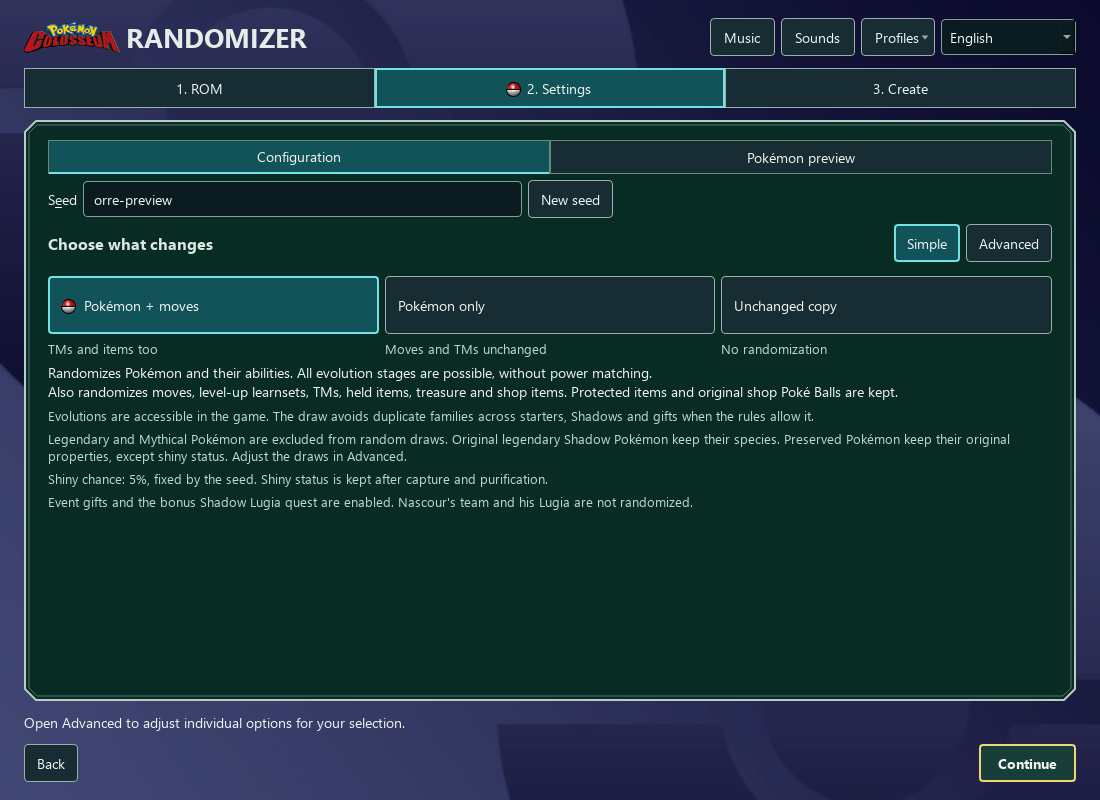 Pokémon
COLOSSEUM
RANDOMIZER
Music
Sounds
Profiles
English
1. ROM
2. Settings
3. Create
Configuration
Pokémon preview
Seed
orre-preview
New seed
Choose what changes
Simple
Advanced
Pokémon + moves
Pokémon only
Unchanged copy
TMs and items too
Moves and TMs unchanged
No randomization
Randomizes Pokémon and their abilities. All evolution stages are possible, without power matching.
Also randomizes moves, level-up learnsets, TMs, held items, treasure and shop items. Protected items and original shop Poké Balls are kept.
Evolutions are accessible in the game. The draw avoids duplicate families across starters, Shadows and gifts when the rules allow it.
Legendary and Mythical Pokémon are excluded from random draws. Original legendary Shadow Pokémon keep their species. Preserved Pokémon keep their original
properties, except shiny status. Adjust the draws in Advanced.
Shiny chance: 5%, fixed by the seed. Shiny status is kept after capture and purification.
Event gifts and the bonus Shadow Lugia quest are enabled. Nascour's team and his Lugia are not randomized.
Open Advanced to adjust individual options for your selection.
Back
Continue